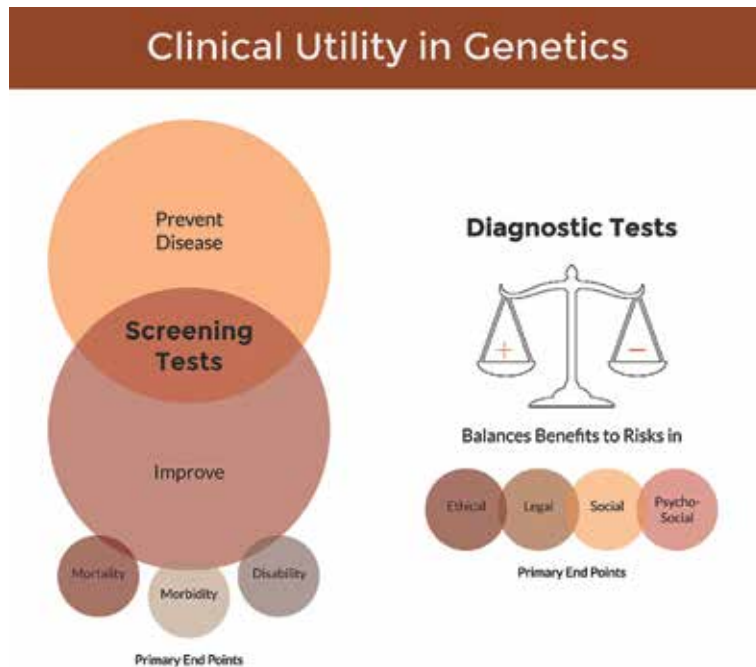 Clinical Utility in Genetics
Prevent
Disease
Screening
Tests
Improve
Mortality
Morbidity
Disability
Primary End Points
Diagnostic Tests
+
−
Balances Benefits to Risks in
Ethical
Legal
Social
Psycho-
Social
Primary End Points